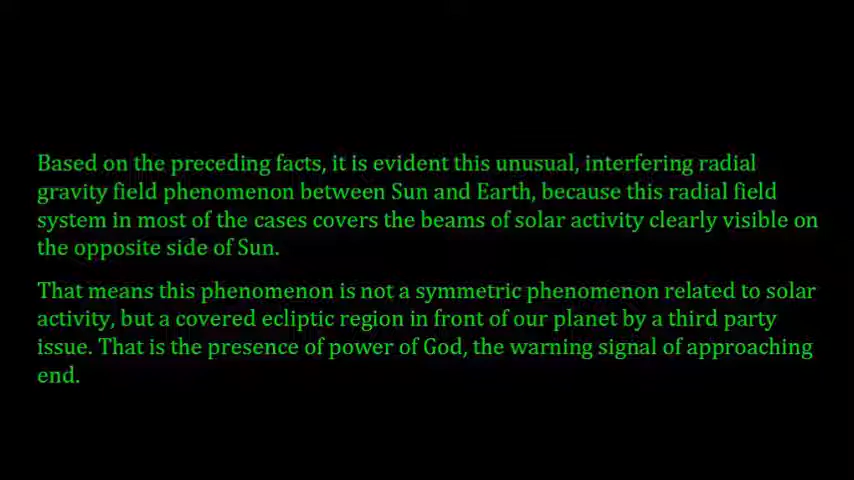 Based on the preceding facts, it is evident this unusual, interfering radial
gravity field phenomenon between Sun and Earth, because this radial field
system in most of the cases covers the beams of solar activity clearly visible on
the opposite side of Sun.
That means this phenomenon is not a symmetric phenomenon related to solar
activity, but a covered ecliptic region in front of our planet by a third party
issue. That is the presence of power of God, the warning signal of approaching
end.